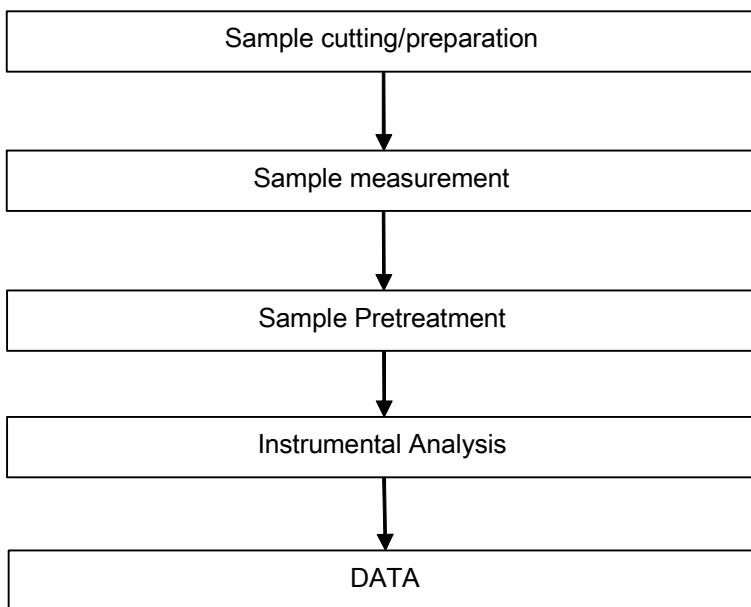 Sample cutting/preparation
Sample measurement
Sample Pretreatment
Instrumental Analysis
DATA